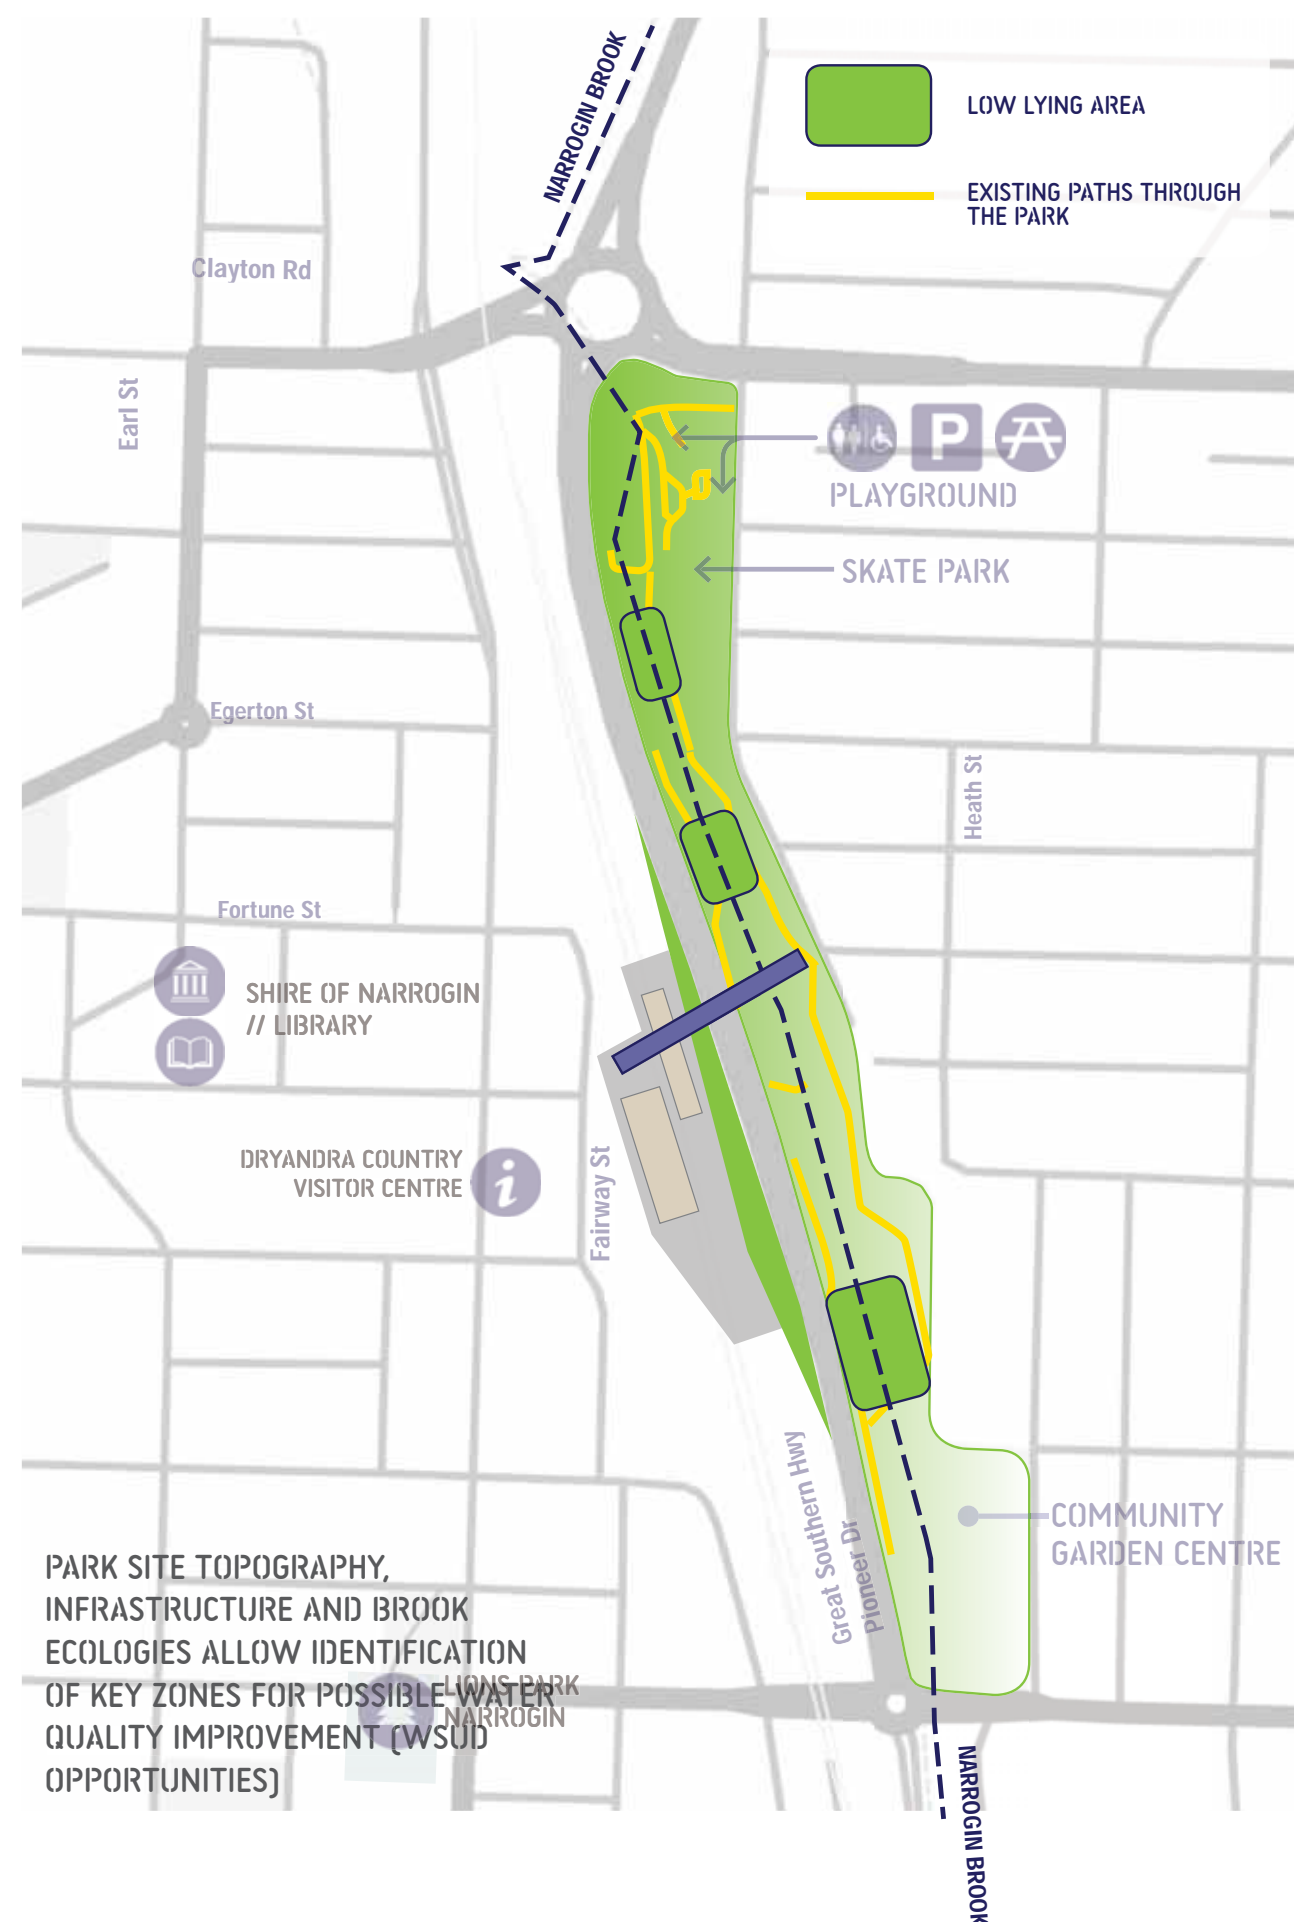 NARROGIN BROOK
LOW LYING AREA
EXISTING PATHS THROUGH
THE PARK
Clayton Rd
Earl St
P
PLAYGROUND
SKATE PARK
Egerton St
Heath St
Fortune St
SHIRE OF NARROGIN
// LIBRARY
DRYANDRA COUNTRY
VISITOR CENTRE
i
Fairway St
Great Southern Hwy
Pioneer Dr
COMMUNITY
GARDEN CENTRE
PARK SITE TOPOGRAPHY,
INFRASTRUCTURE AND BROOK
ECOLOGIES ALLOW IDENTIFICATION
OF KEY ZONES FOR POSSIBLE WATER
QUALITY IMPROVEMENT (WSUD
OPPORTUNITIES)
LIONS PARK
NARROGIN
NARROGIN BROOK